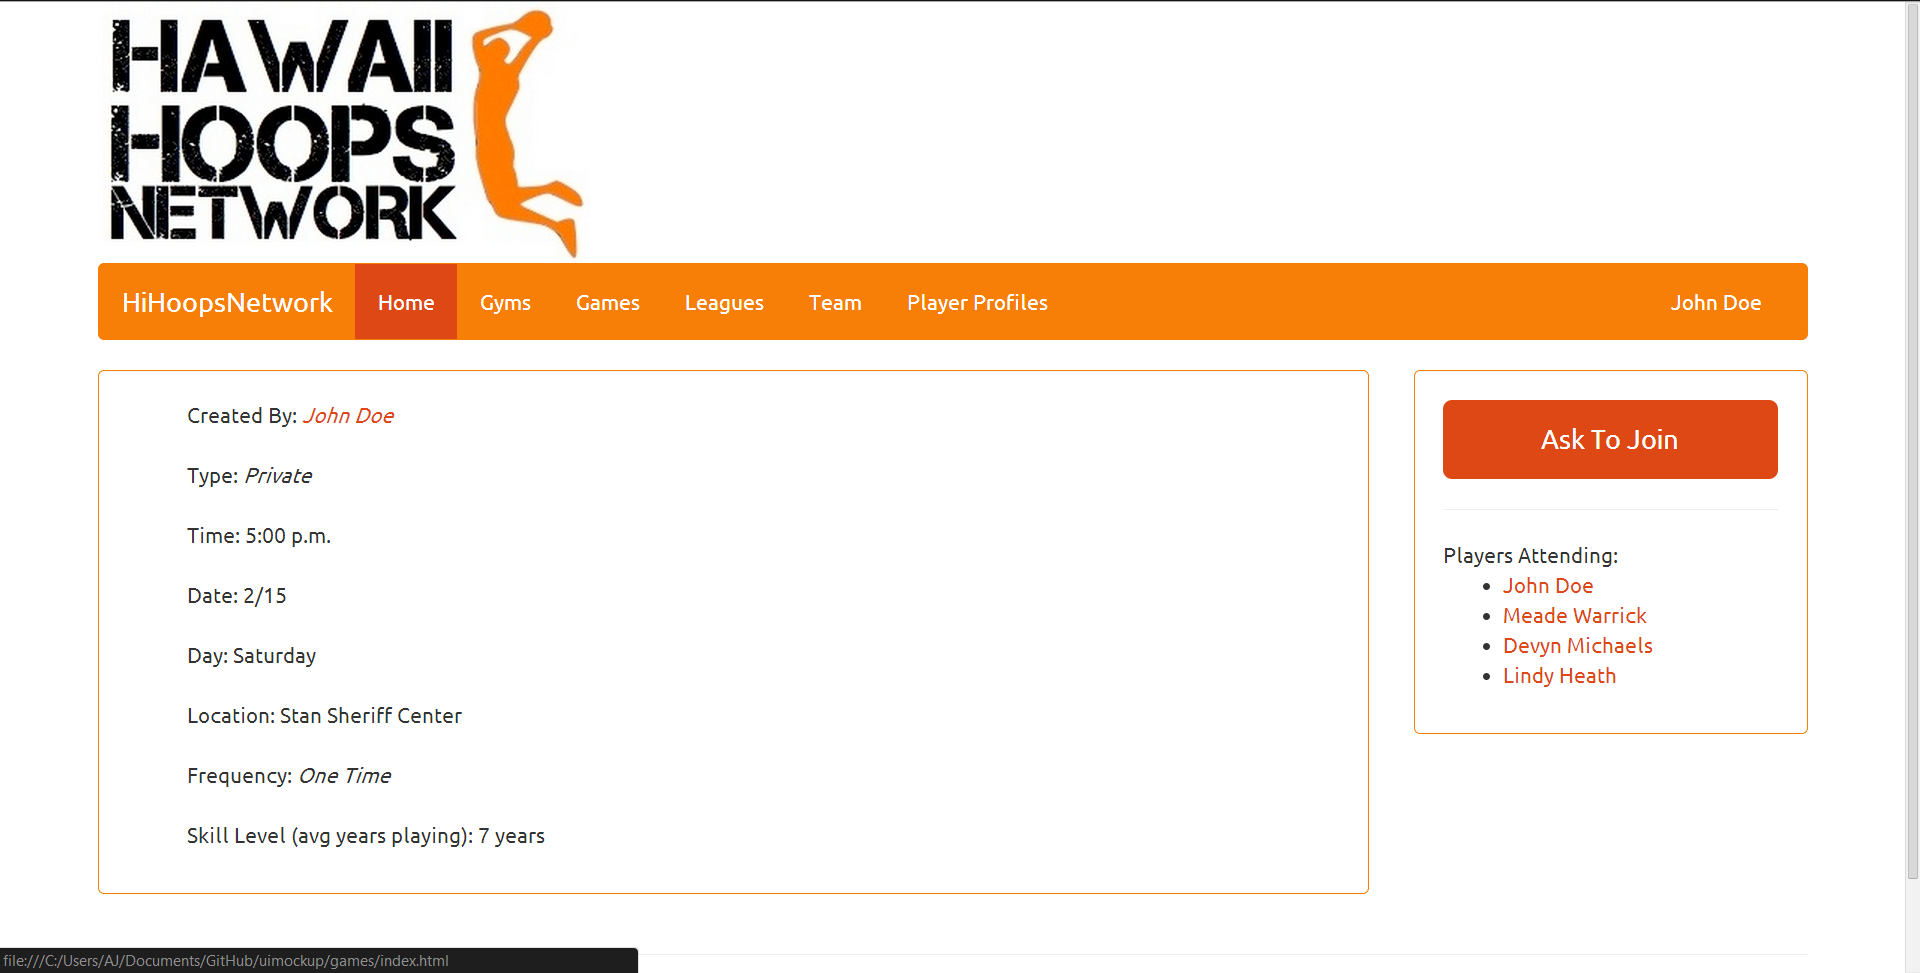 HAWAII
HOOPS
NETWORK
HiHoopsNetwork Home Gyms Games Leagues Team Player Profiles John Doe
Created By: John Doe
Type: Private
Time: 5:00 p.m.
Date: 2/15
Day: Saturday
Location: Stan Sheriff Center
Frequency: One Time
Skill Level (avg years playing): 7 years
Ask To Join
Players Attending:
John Doe
Meade Warrick
Devyn Michaels
Lindy Heath
file:///C:/Users/AJ/Documents/GitHub/uimockup/games/index.html